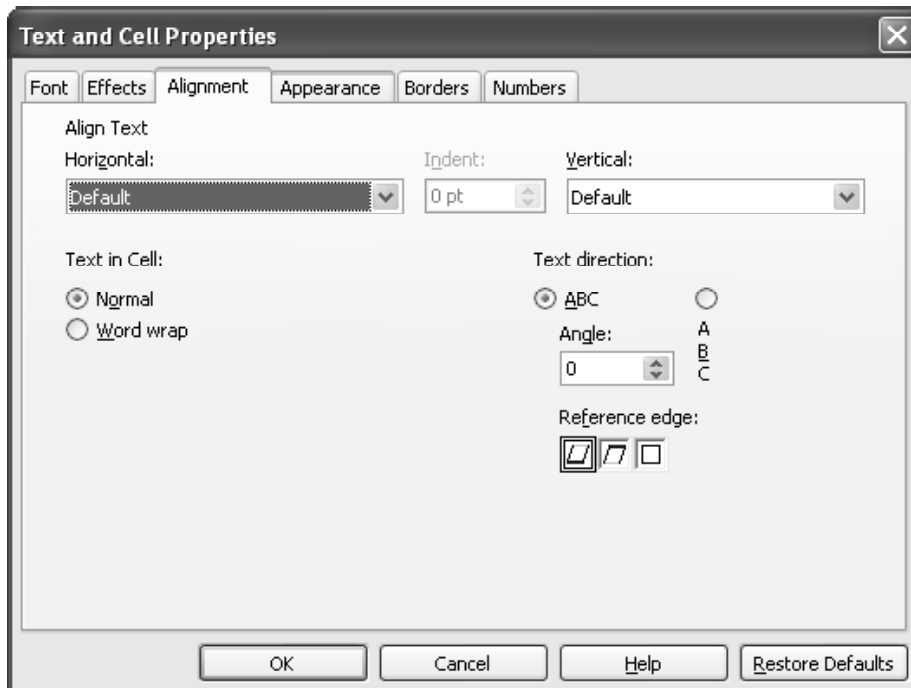 Text and Cell Properties
Font Effects Alignment Appearance Borders Numbers
Align Text
Horizontal: Indent: Vertical:
Default 0 pt Default
Text in Cell: Text direction:
Normal ABC
Word wrap Angle: A
0 B
C
Reference edge:
OK Cancel Help Restore Defaults